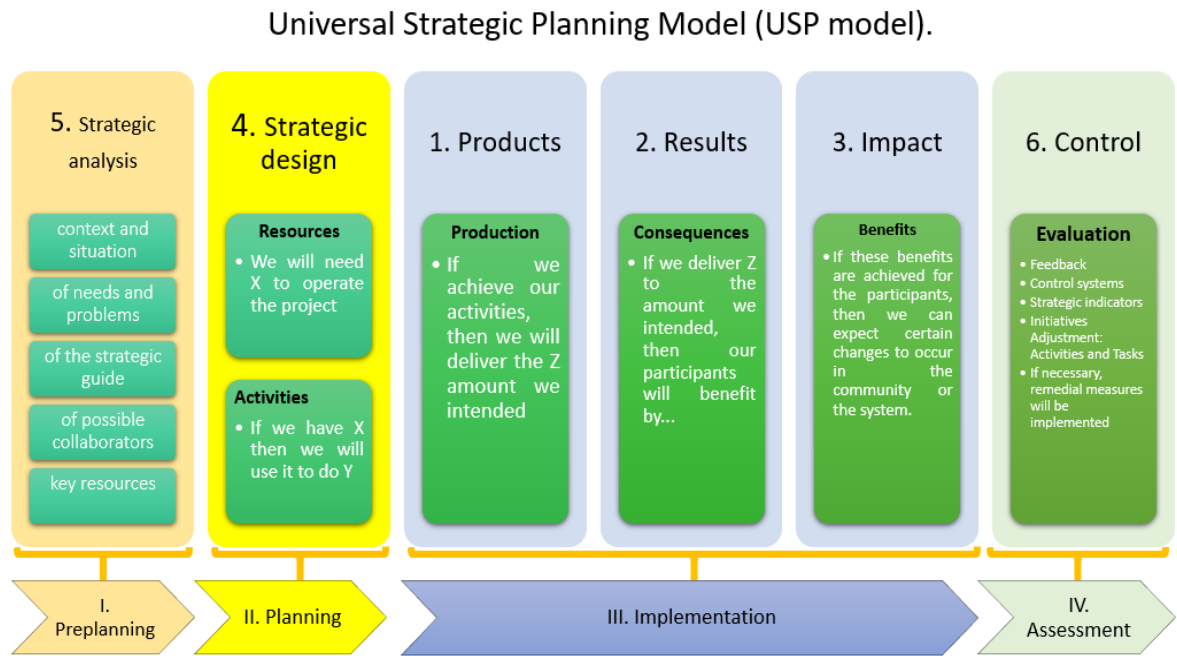 Universal Strategic Planning Model (USP model).
5. Strategic
analysis
context and
situation
of needs and
problems
of the strategic
guide
of possible
collaborators
key resources
4. Strategic
design
Resources
• We will need
X to operate
the project
Activities
• If we have X
then we will
use it to do Y
1. Products
Production
• If we
achieve our
activities,
then we will
deliver the Z
amount we
intended
2. Results
Consequences
• If we deliver Z
to the
amount we
intended,
then our
participants
will benefit
by...
3. Impact
Benefits
• If these benefits
are achieved for
the participants,
then we can
expect certain
changes to occur
in the
community or
the system.
6. Control
Evaluation
• Feedback
• Control systems
• Strategic indicators
• Initiatives
Adjustment:
Activities and Tasks
• If necessary,
remedial measures
will be
implemented
I.
Preplanning
II. Planning
III. Implementation
IV.
Assessment